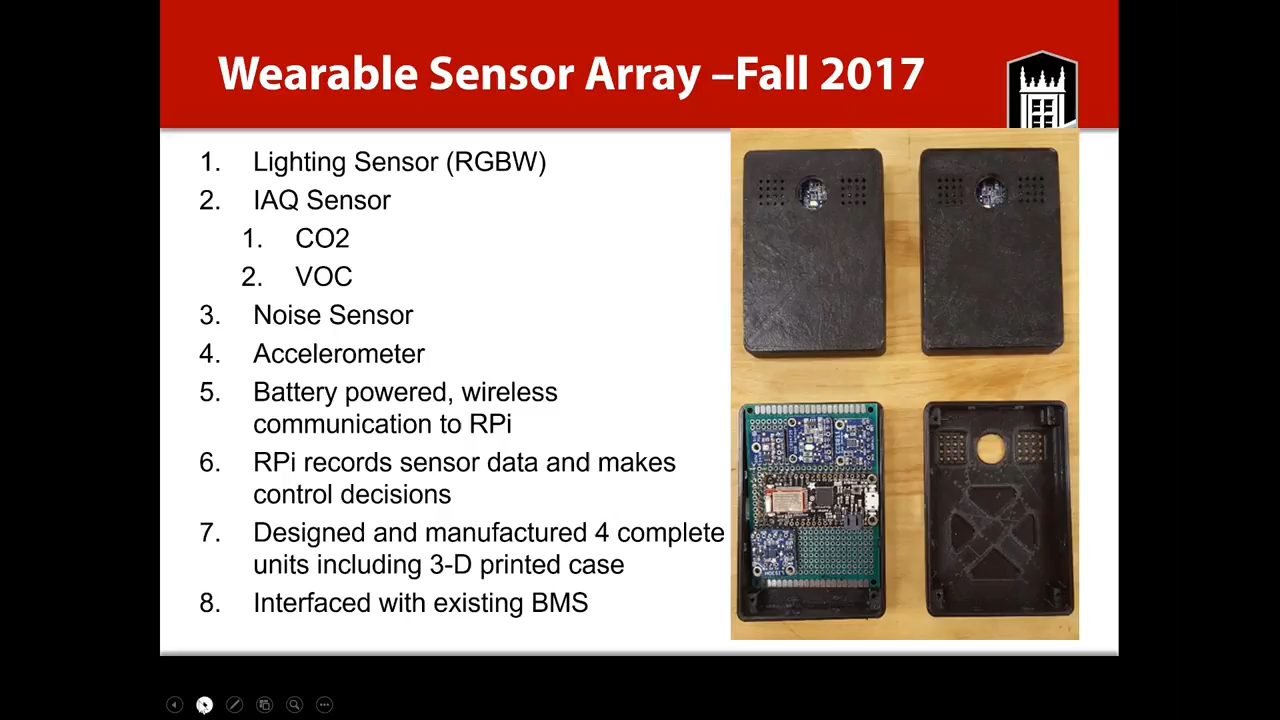 Wearable Sensor Array –Fall 2017
1. Lighting Sensor (RGBW)
2. IAQ Sensor
1. CO2
2. VOC
3. Noise Sensor
4. Accelerometer
5. Battery powered, wireless
communication to RPi
6. RPi records sensor data and makes
control decisions
7. Designed and manufactured 4 complete
units including 3-D printed case
8. Interfaced with existing BMS